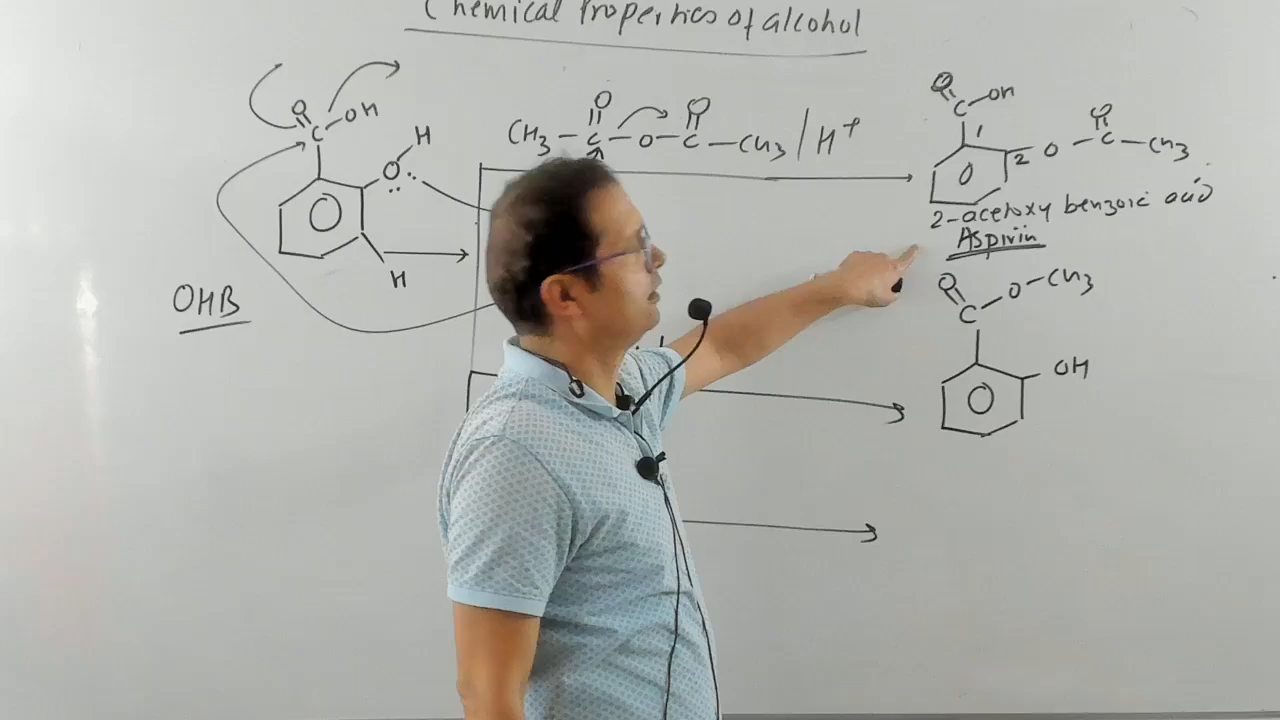 Chemical Properties of alcohol
O
C OH
O H
H
OHB
O O
CH3 - C - O - C - CH3 / H+
O
C OH
1
2 O - C - CH3
O
2-acetoxy benzoic acid
Aspirin
O
C O - CH3
OH